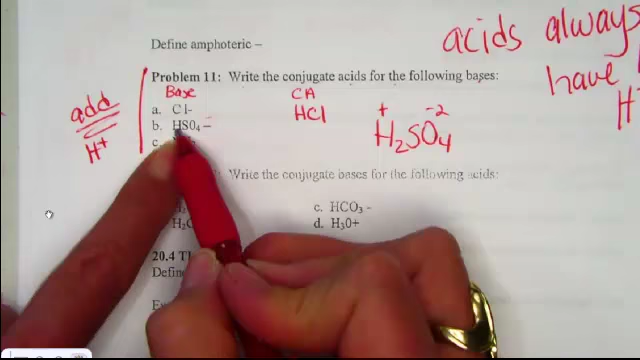 Define amphoteric –
acids always
have
Problem 11: Write the conjugate acids for the following bases:
Base
CA
add
H+
a. Cl-
HCl
b. HSO4 –
+ -2
H2SO4
c.
Write the conjugate bases for the following acids:
c. HCO3 –
d. H30+
20.4